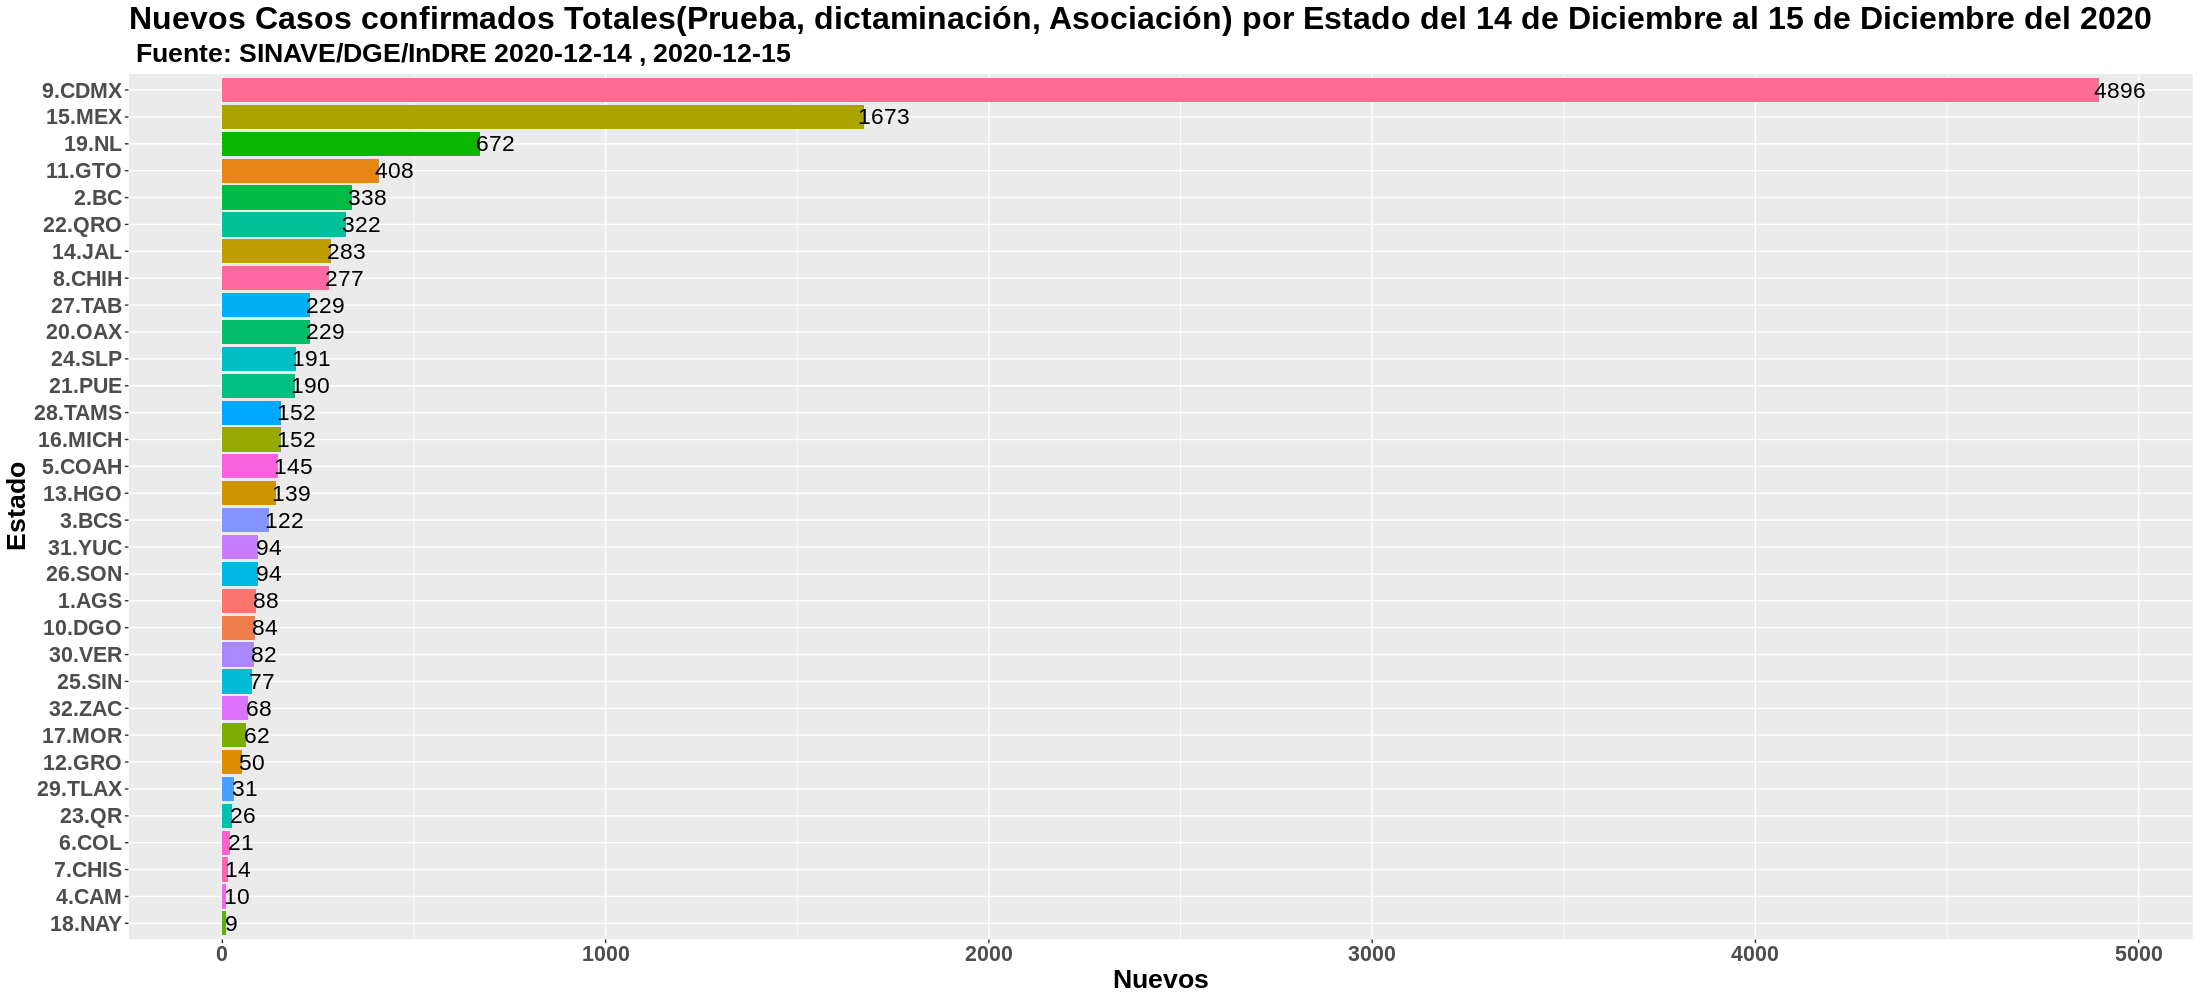 Nuevos Casos confirmados Totales(Prueba, dictaminación, Asociación) por Estado del 14 de Diciembre al 15 de Diciembre del 2020
Fuente: SINAVE/DGE/InDRE 2020-12-14 , 2020-12-15
Estado
9.CDMX 4896
15.MEX 1673
19.NL 672
11.GTO 408
2.BC 338
22.QRO 322
14.JAL 283
8.CHIH 277
27.TAB 229
20.OAX 229
24.SLP 191
21.PUE 190
28.TAMS 152
16.MICH 152
5.COAH 145
13.HGO 139
3.BCS 122
31.YUC 94
26.SON 94
1.AGS 88
10.DGO 84
30.VER 82
25.SIN 77
32.ZAC 68
17.MOR 62
12.GRO 50
29.TLAX 31
23.QR 26
6.COL 21
7.CHIS 14
4.CAM 10
18.NAY 9
0 1000 2000 3000 4000 5000
Nuevos